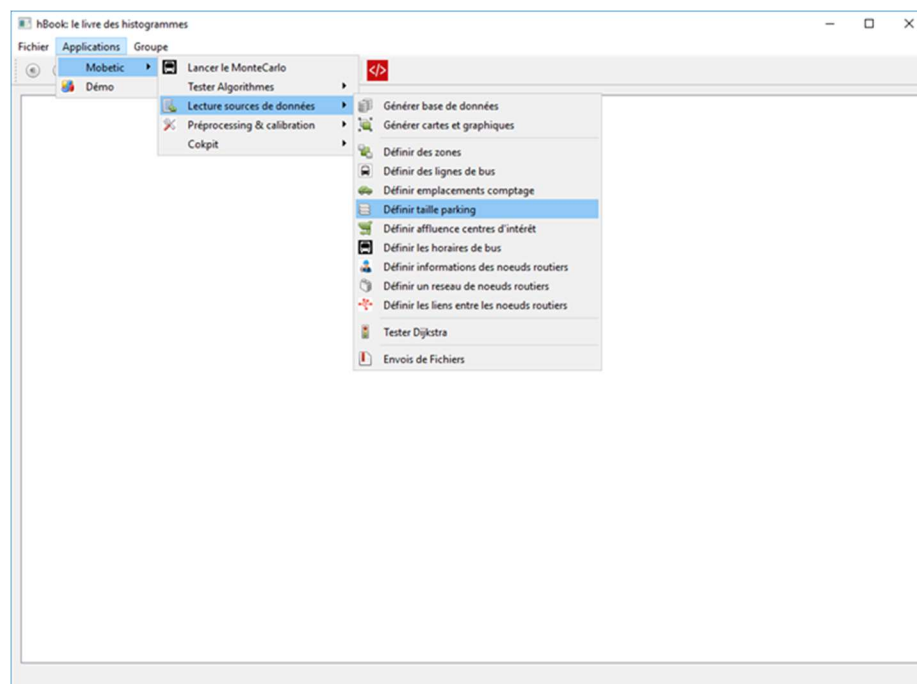 hBook: le livre des histogrammes
Fichier Applications Groupe
Mobetic
Démo
Lancer le MonteCarlo
Tester Algorithmes
Lecture sources de données
Préprocessing & calibration
Cokpit
</>
Générer base de données
Générer cartes et graphiques
Définir des zones
Définir des lignes de bus
Définir emplacements comptage
Définir taille parking
Définir affluence centres d'intérêt
Définir les horaires de bus
Définir informations des noeuds routiers
Définir un reseau de noeuds routiers
Définir les liens entre les noeuds routiers
Tester Dijkstra
Envois de Fichiers